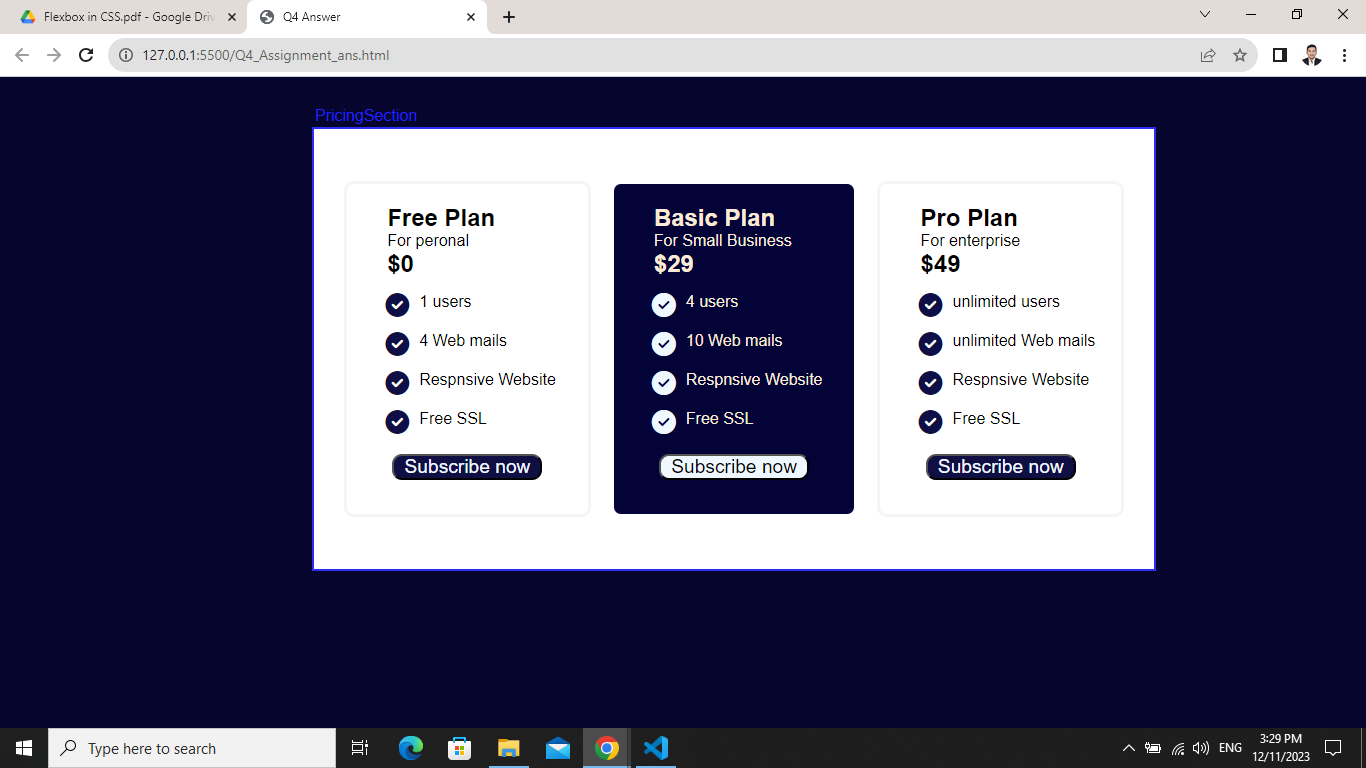 Flexbox in CSS.pdf - Google Driv
Q4 Answer
127.0.0.1:5500/Q4_Assignment_ans.html
PricingSection
Free Plan
For peronal
$0
1 users
4 Web mails
Respnsive Website
Free SSL
Subscribe now
Basic Plan
For Small Business
$29
4 users
10 Web mails
Respnsive Website
Free SSL
Subscribe now
Pro Plan
For enterprise
$49
unlimited users
unlimited Web mails
Respnsive Website
Free SSL
Subscribe now
Type here to search
ENG
3:29 PM
12/11/2023